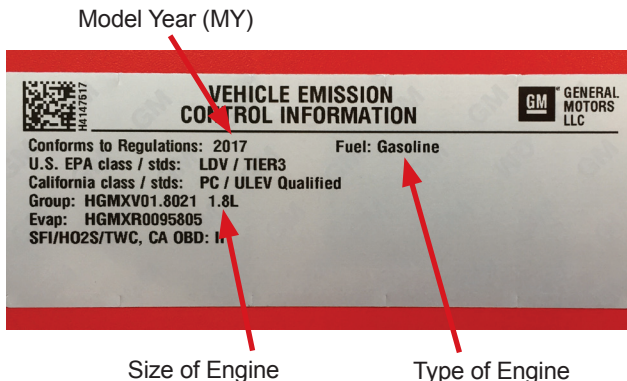 Model Year (MY)
H4147617
VEHICLE EMISSION
CONTROL INFORMATION
GM
GENERAL
MOTORS
LLC
Conforms to Regulations: 2017 Fuel: Gasoline
U.S. EPA class / stds: LDV / TIER3
California class / stds: PC / ULEV Qualified
Group: HGMXV01.8021 1.8L
Evap: HGMXR0095805
SFI/HO2S/TWC, CA OBD: II
Size of Engine
Type of Engine